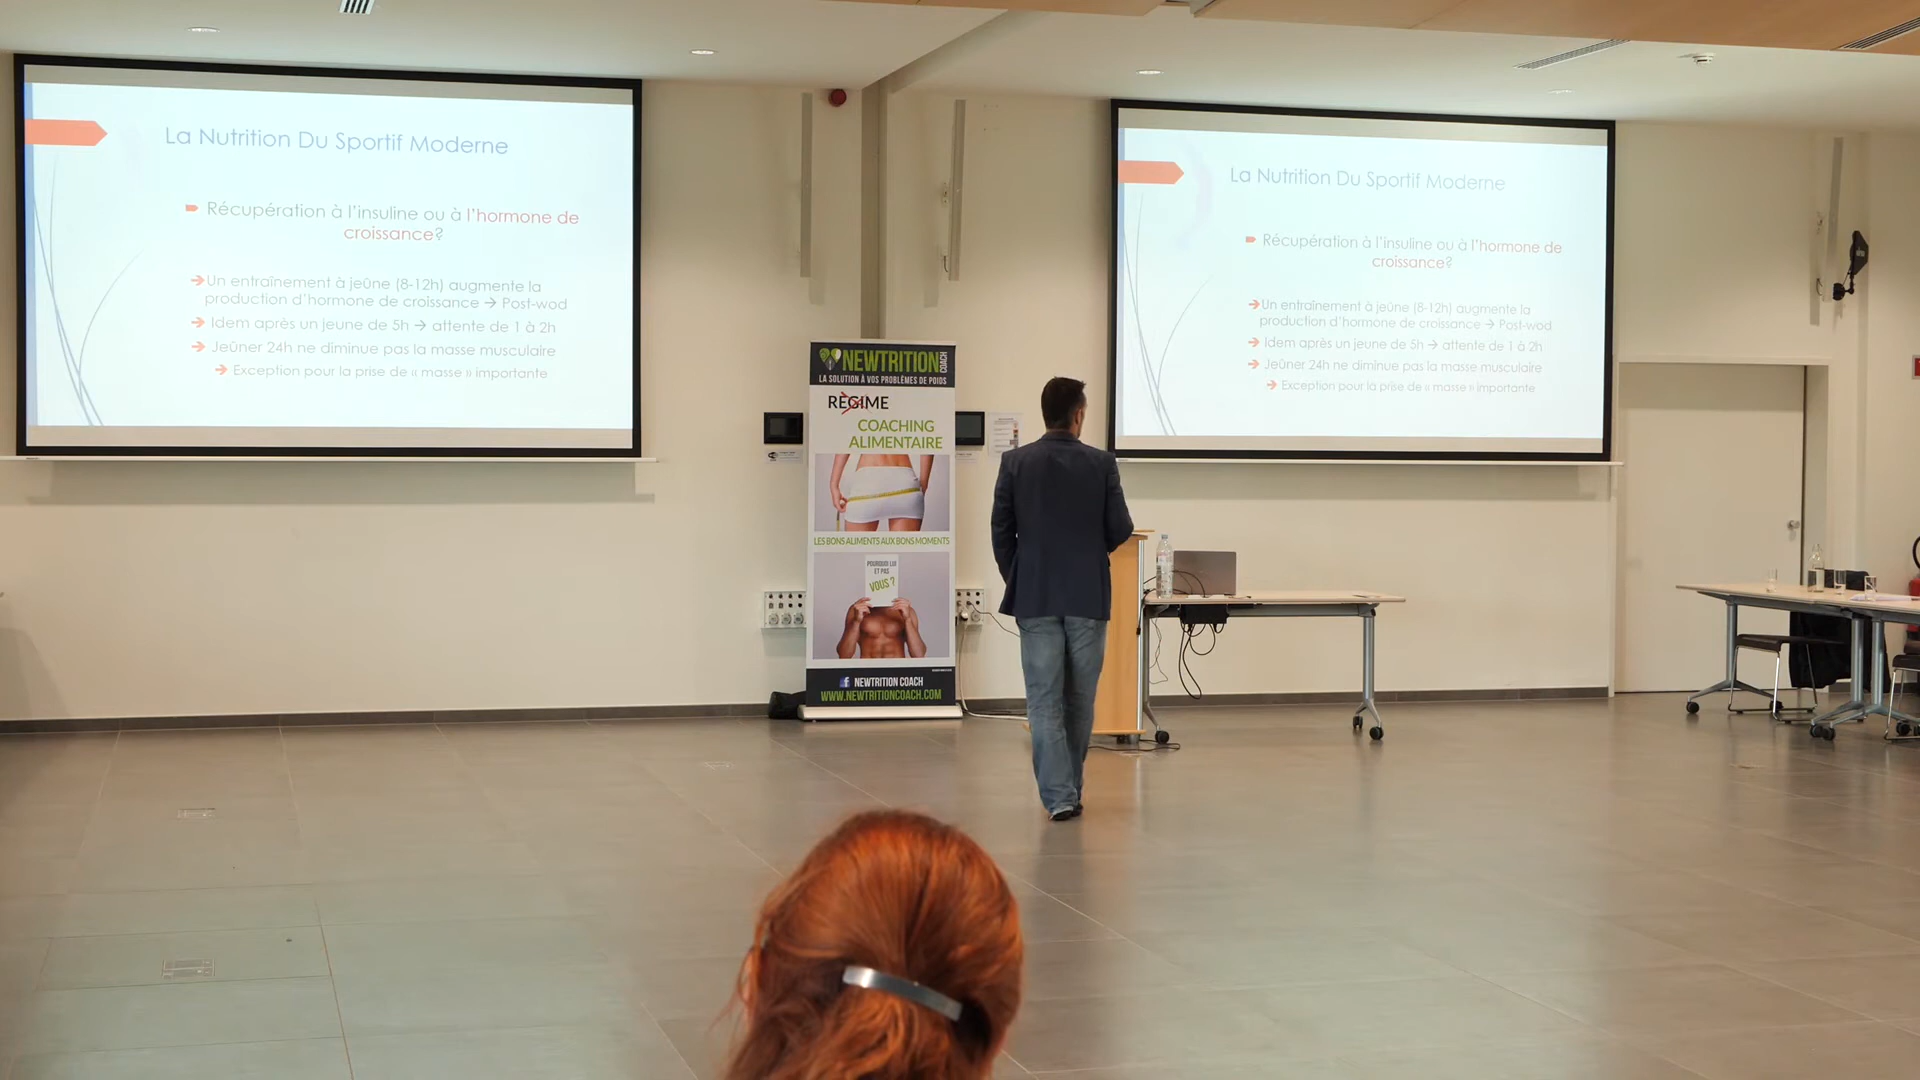 La Nutrition Du Sportif Moderne
Récupération à l'insuline ou à l'hormone de
croissance?
Un entraînement à jeûne (8-12h) augmente la
production d'hormone de croissance → Post-wod
Idem après un jeune de 5h → attente de 1 à 2h
Jeûner 24h ne diminue pas la masse musculaire
Exception pour la prise de « masse » importante
NEWTRITION COACH
LA SOLUTION À VOS PROBLÈMES DE POIDS
RÉGIME
COACHING
ALIMENTAIRE
LES BONS ALIMENTS AUX BONS MOMENTS
POURQUOI LUI
ET PAS
VOUS ?
NEWTRITION COACH
WWW.NEWTRITIONCOACH.COM
La Nutrition Du Sportif Moderne
Récupération à l'insuline ou à l'hormone de
croissance?
Un entraînement à jeûne (8-12h) augmente la
production d'hormone de croissance → Post-wod
Idem après un jeune de 5h → attente de 1 à 2h
Jeûner 24h ne diminue pas la masse musculaire
Exception pour la prise de « masse » importante